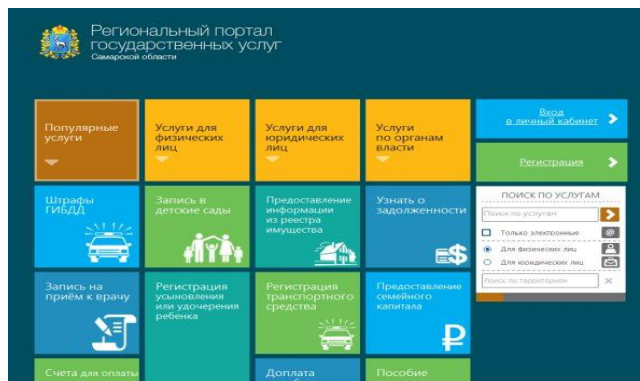 Региональный портал
государственных услуг
Самарской области
Популярные
услуги
Услуги для
физических
лиц
Услуги для
юридических
лиц
Услуги
по органам
власти
Вход
в личный кабинет
Регистрация
Штрафы
ГИБДД
Запись в
детские сады
Предоставление
информации
из реестра
имущества
Узнать о
задолженности
ПОИСК ПО УСЛУГАМ
Поиск по услугам
Только электронные
@
Для физических лиц
Для юридических лиц
Поиск по территориям
Запись на
приём к врачу
Регистрация
усыновления
или удочерения
ребенка
Регистрация
транспортного
средства
Предоставление
семейного
капитала
Счета для оплаты
Доплата
Пособие